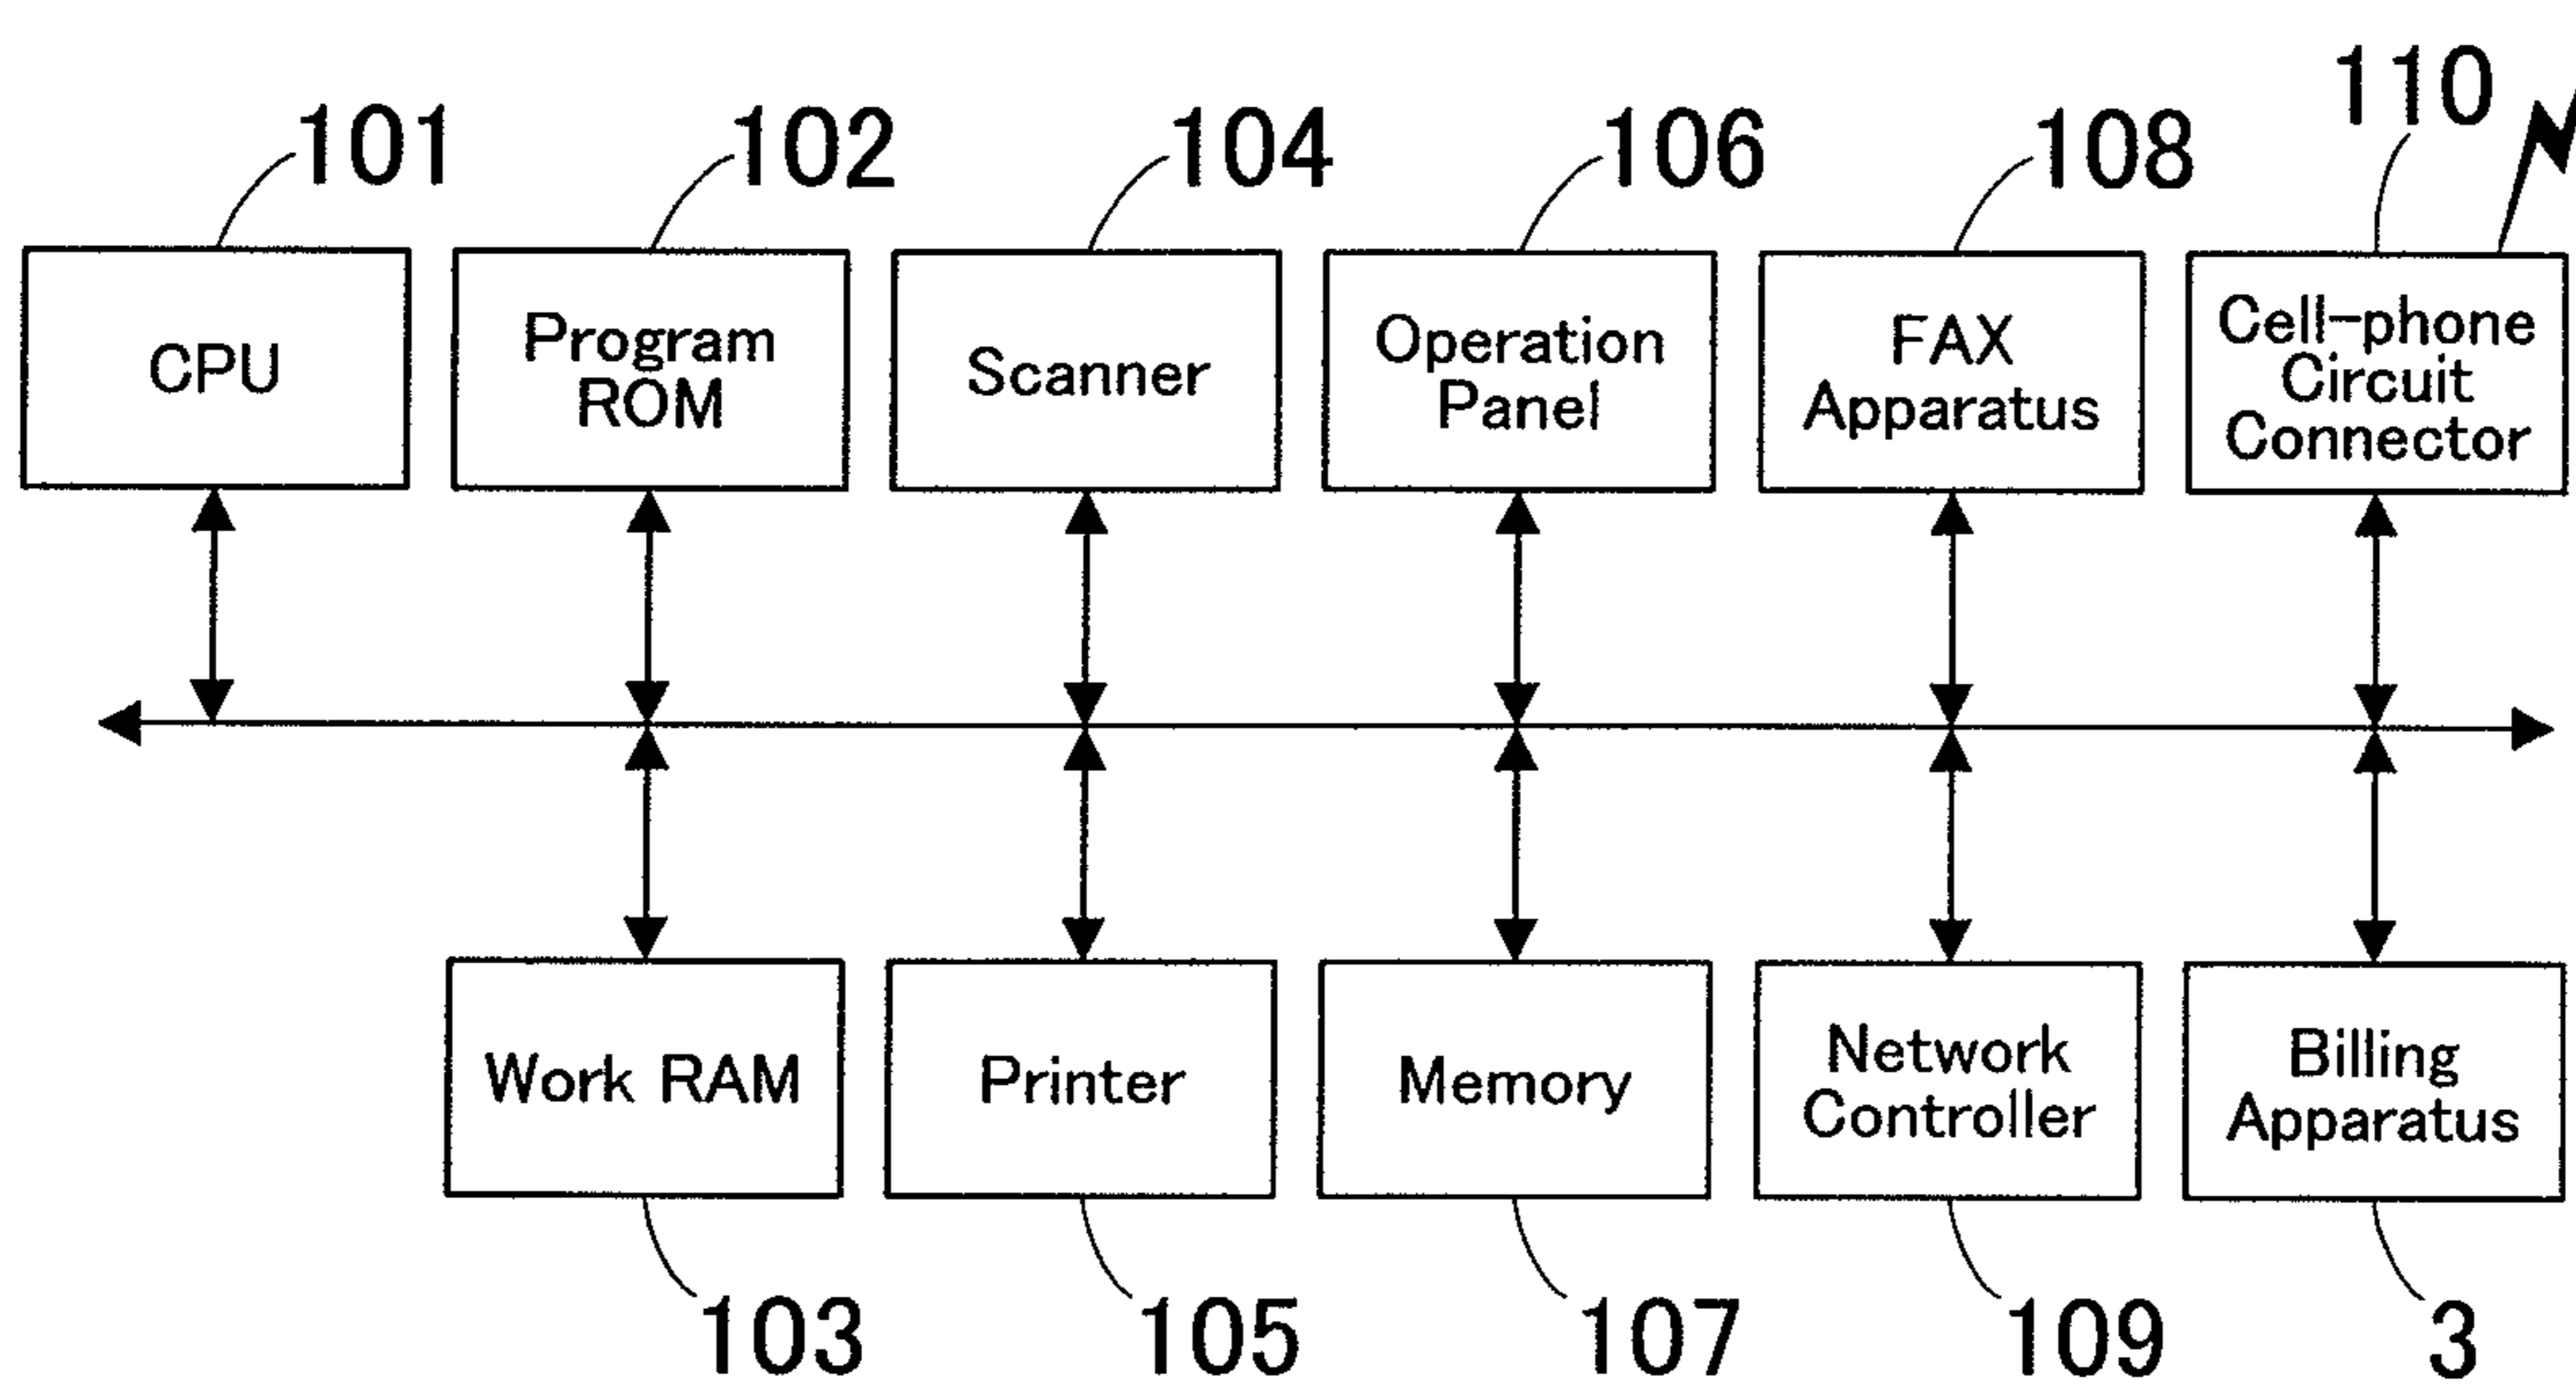 101
102
104
106
108
110
CPU
Program
ROM
Scanner
Operation
Panel
FAX
Apparatus
Cell-phone
Circuit
Connector
Work RAM
Printer
Memory
Network
Controller
Billing
Apparatus
103
105
107
109
3